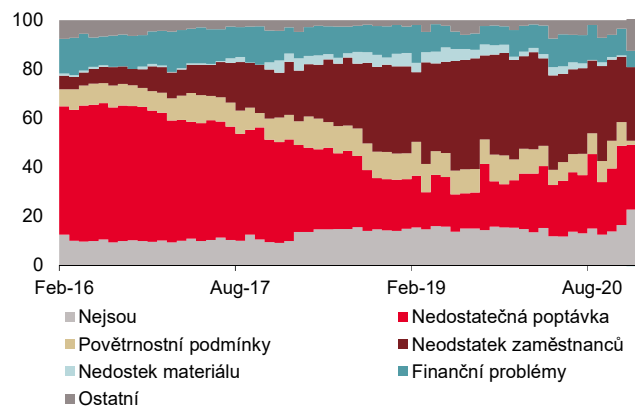 100
80
60
40
20
0
Feb-16 Aug-17 Feb-19 Aug-20
Nejsou Nedostatečná poptávka
Povětrnostní podmínky Neodstatek zaměstnanců
Nedostek materiálu Finanční problémy
Ostatní